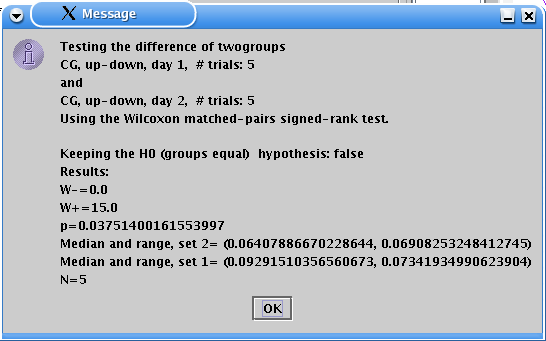 X Message
Testing the difference of twogroups
CG, up-down, day 1, # trials: 5
and
CG, up-down, day 2, # trials: 5
Using the Wilcoxon matched-pairs signed-rank test.
Keeping the H0 (groups equal) hypothesis: false
Results:
W-=0.0
W+=15.0
p=0.03751400161553997
Median and range, set 2= (0.06407886670228644, 0.06908253248412745)
Median and range, set 1= (0.09291510356560673, 0.07341934990623904)
N=5
OK